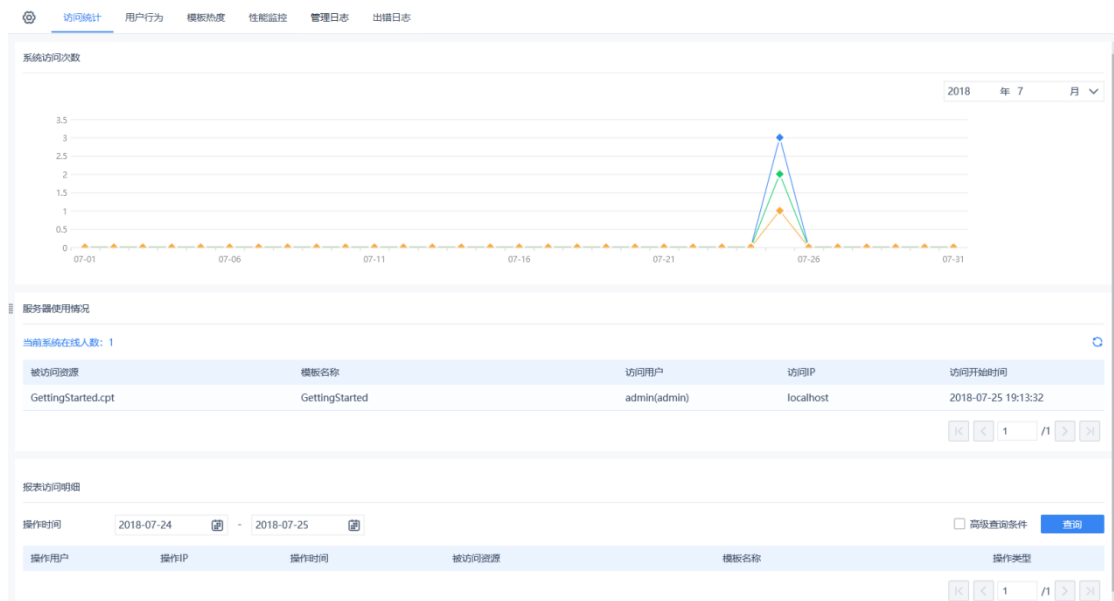 访问统计 用户行为 模板热度 性能监控 管理日志 出错日志
系统访问次数
2018 年 7 月
3.5
3
2.5
2
1.5
1
0.5
0
07-01 07-06 07-11 07-16 07-21 07-26 07-31
服务器使用情况
当前系统在线人数：1
被访问资源 模板名称 访问用户 访问IP 访问开始时间
GettingStarted.cpt GettingStarted admin(admin) localhost 2018-07-25 19:13:32
1 /1
报表访问明细
操作时间 2018-07-24 - 2018-07-25 高级查询条件 查询
操作用户 操作IP 操作时间 被访问资源 模板名称 操作类型
1 /1